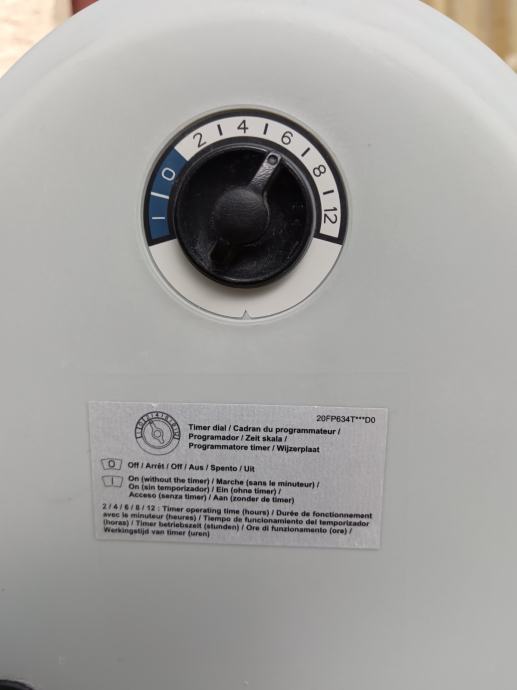 I 0 2 4 6 8 12
20FP634T***D0
Timer dial / Cadran du programmateur /
Programador / Zeit skala /
Programmatore timer / Wijzerplaat
0 Off / Arrêt / Off / Aus / Spento / Uit
I On (without the timer) / Marche (sans le minuteur) /
On (sin temporizador) / Ein (ohne timer) /
Acceso (senza timer) / Aan (zonder de timer)
2 / 4 / 6 / 8 / 12 : Timer operating time (hours) / Durée de fonctionnement
avec le minuteur (heures) / Tiempo de funcionamiento del temporizador
(horas) / Timer betriebszeit (stunden) / Ore di funzionamento (ore) /
Werkingstijd van timer (uren)